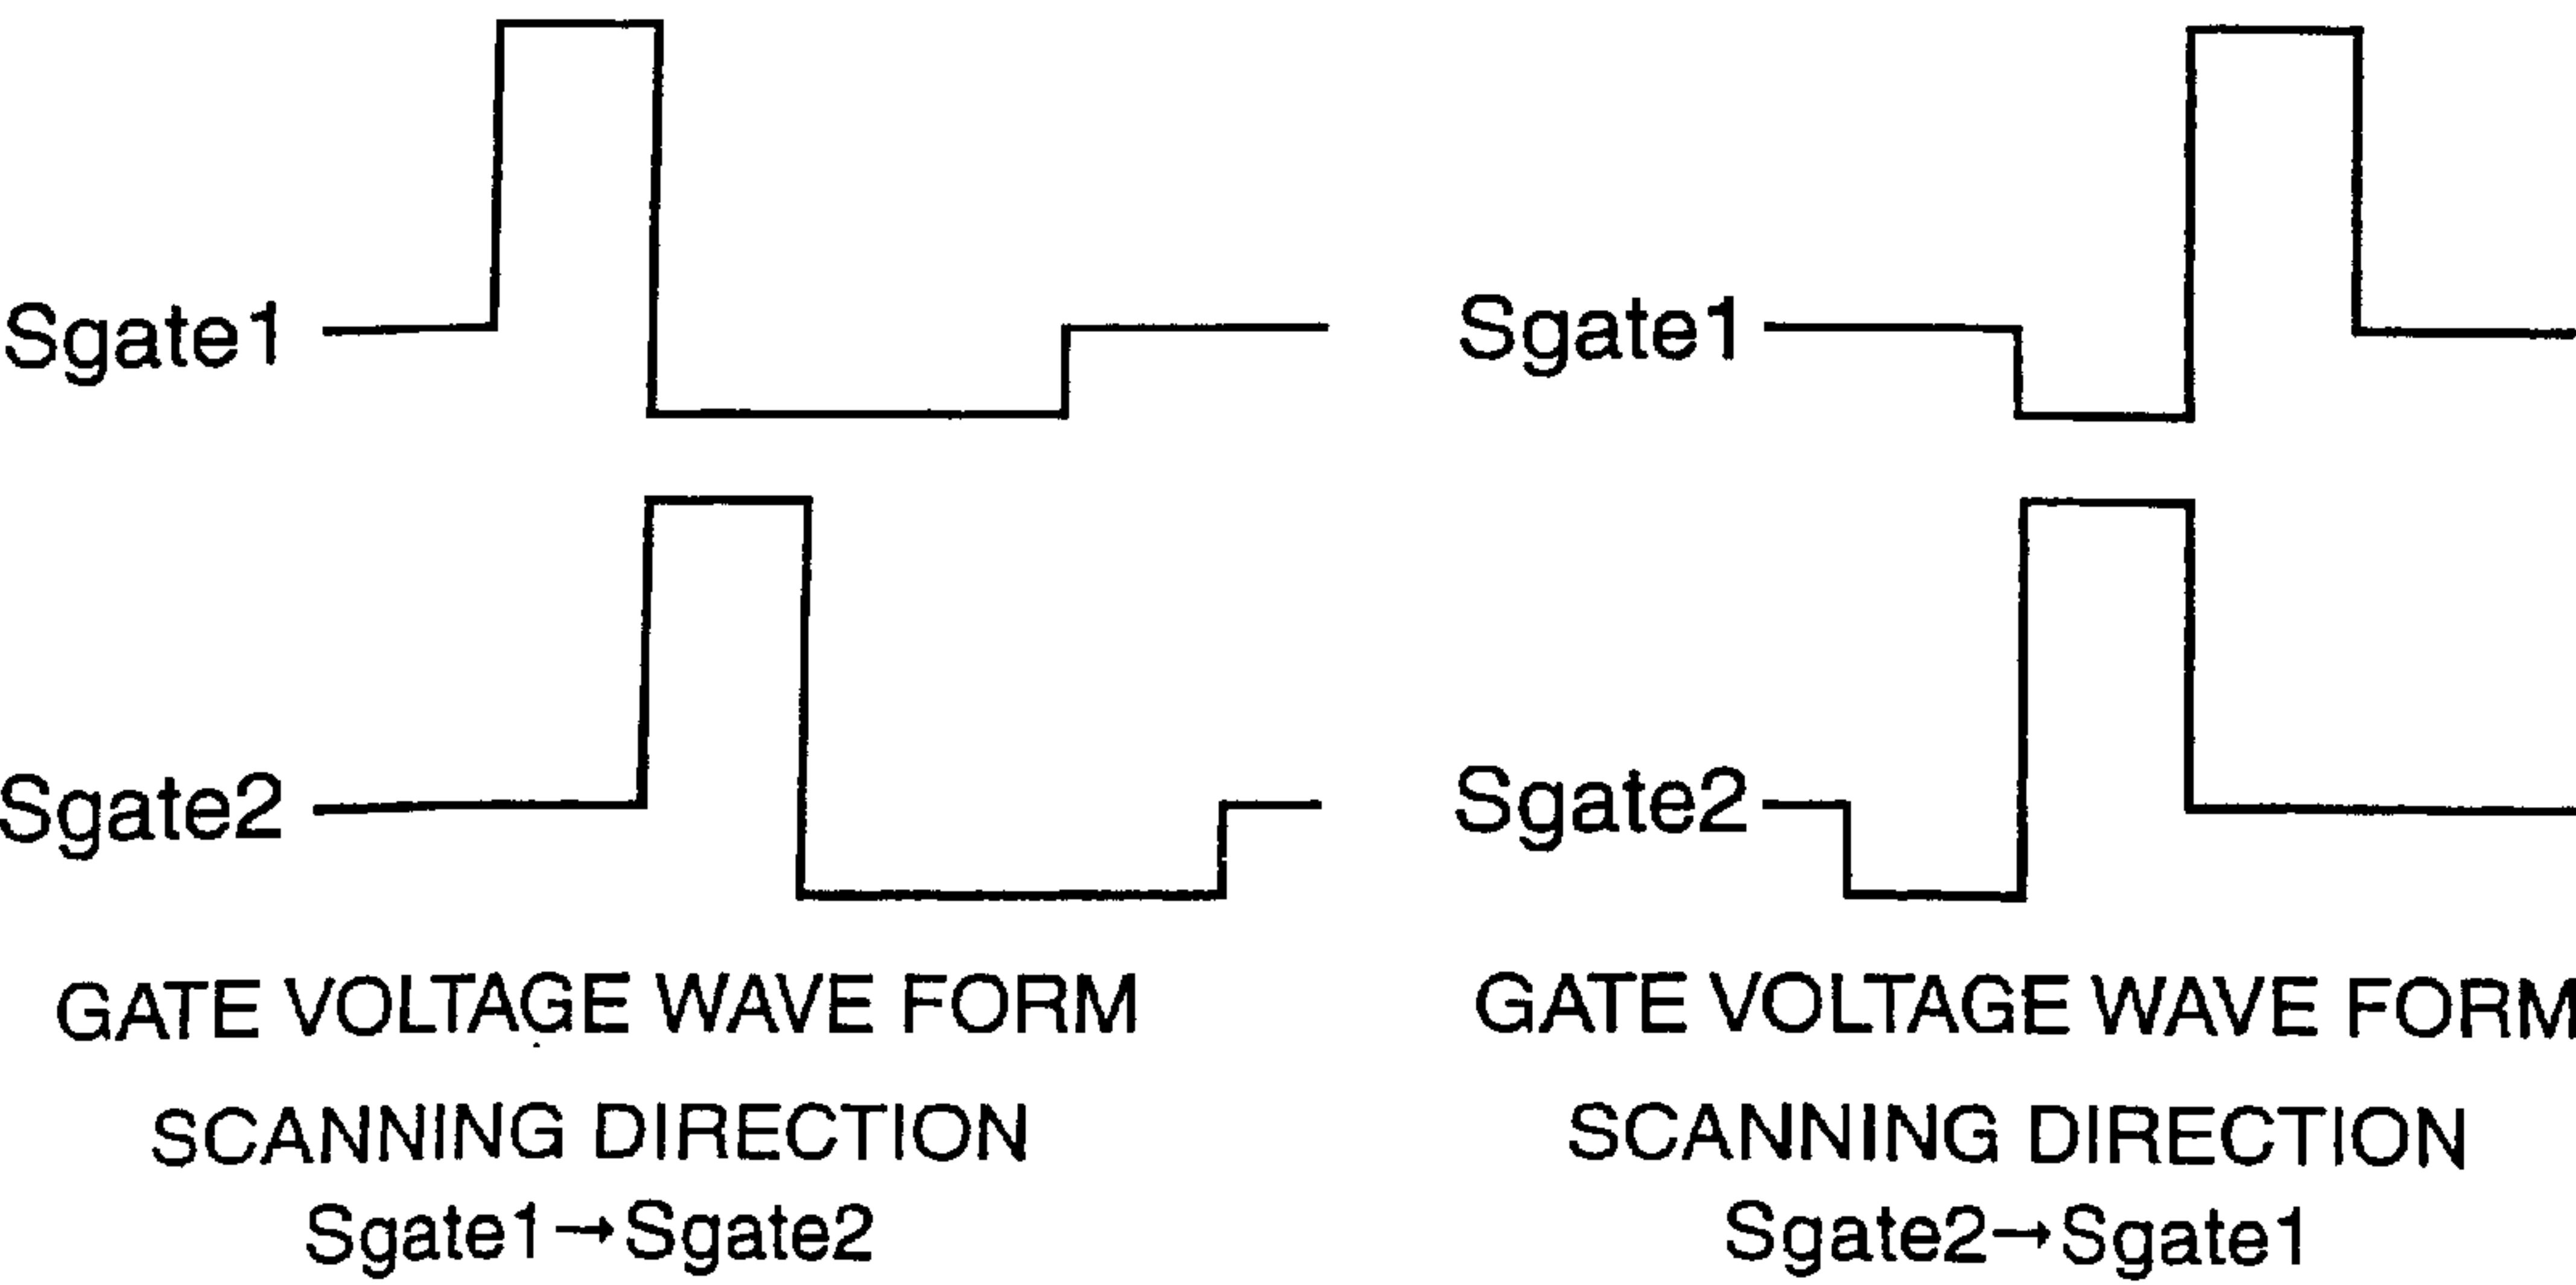 Sgate1
Sgate2
GATE VOLTAGE WAVE FORM
SCANNING DIRECTION
Sgate1→Sgate2
Sgate1
Sgate2
GATE VOLTAGE WAVE FORM
SCANNING DIRECTION
Sgate2→Sgate1